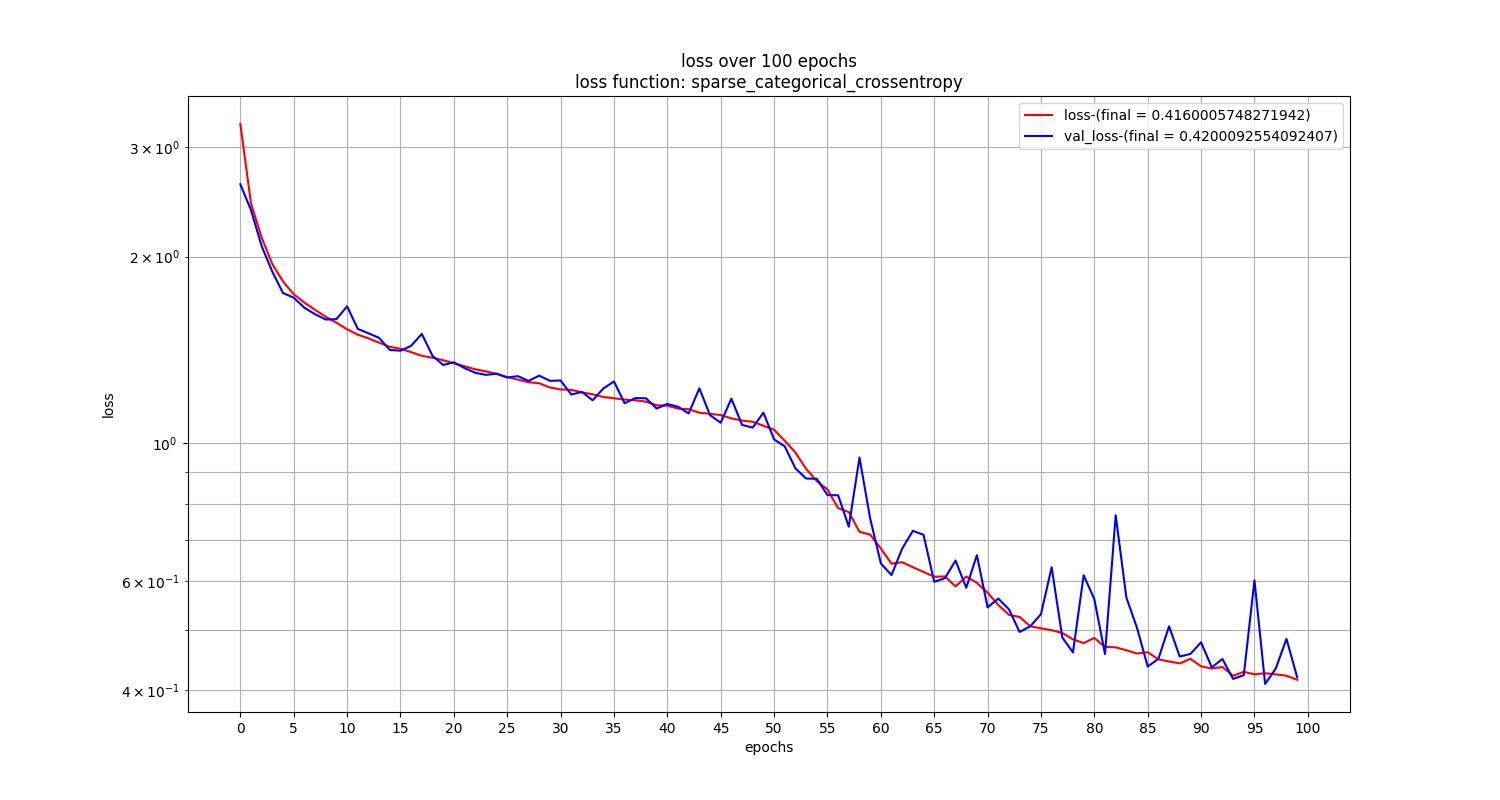 loss over 100 epochs
loss function: sparse_categorical_crossentropy
loss-(final = 0.4160005748271942)
val_loss-(final = 0.4200092554092407)
3 × 10⁰
2 × 10⁰
10⁰
6 × 10⁻¹
4 × 10⁻¹
loss
0 5 10 15 20 25 30 35 40 45 50 55 60 65 70 75 80 85 90 95 100
epochs